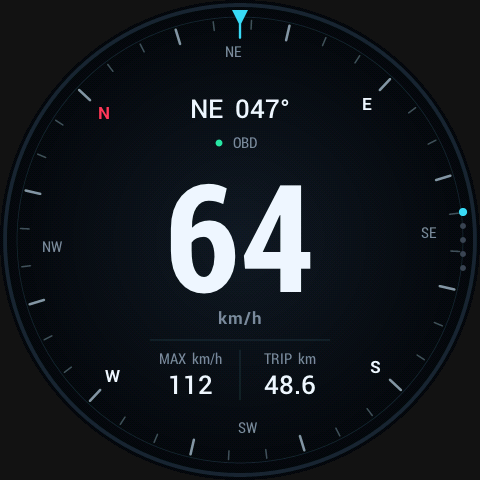 NE
N
E
NE 047°
OBD
64
NW
SE
km/h
MAX km/h
TRIP km
112
48.6
W
S
SW